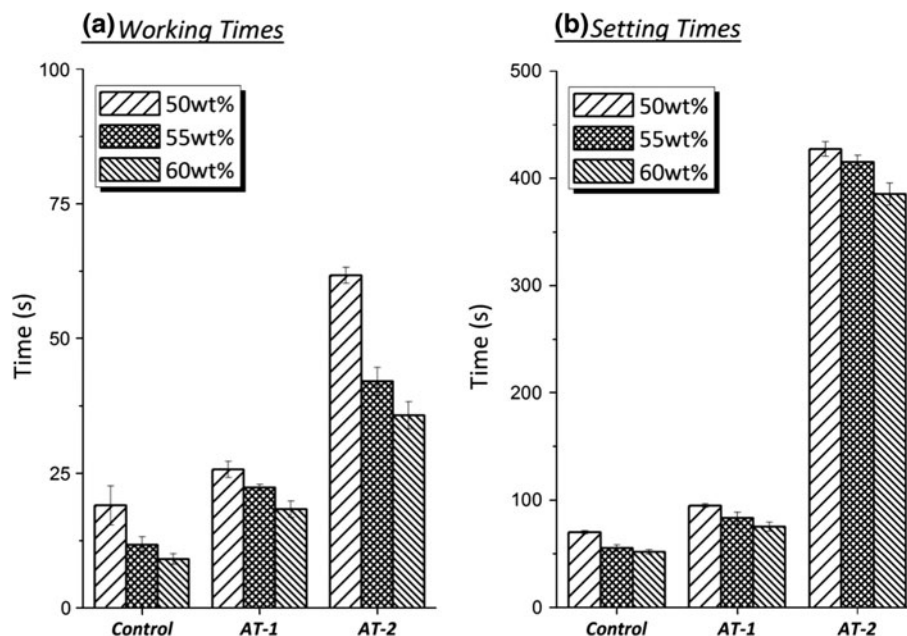 (a) Working Times
100
75
50
25
0
Time (s)
50wt%
55wt%
60wt%
Control AT-1 AT-2
(b) Setting Times
500
400
300
200
100
0
Time (s)
50wt%
55wt%
60wt%
Control AT-1 AT-2